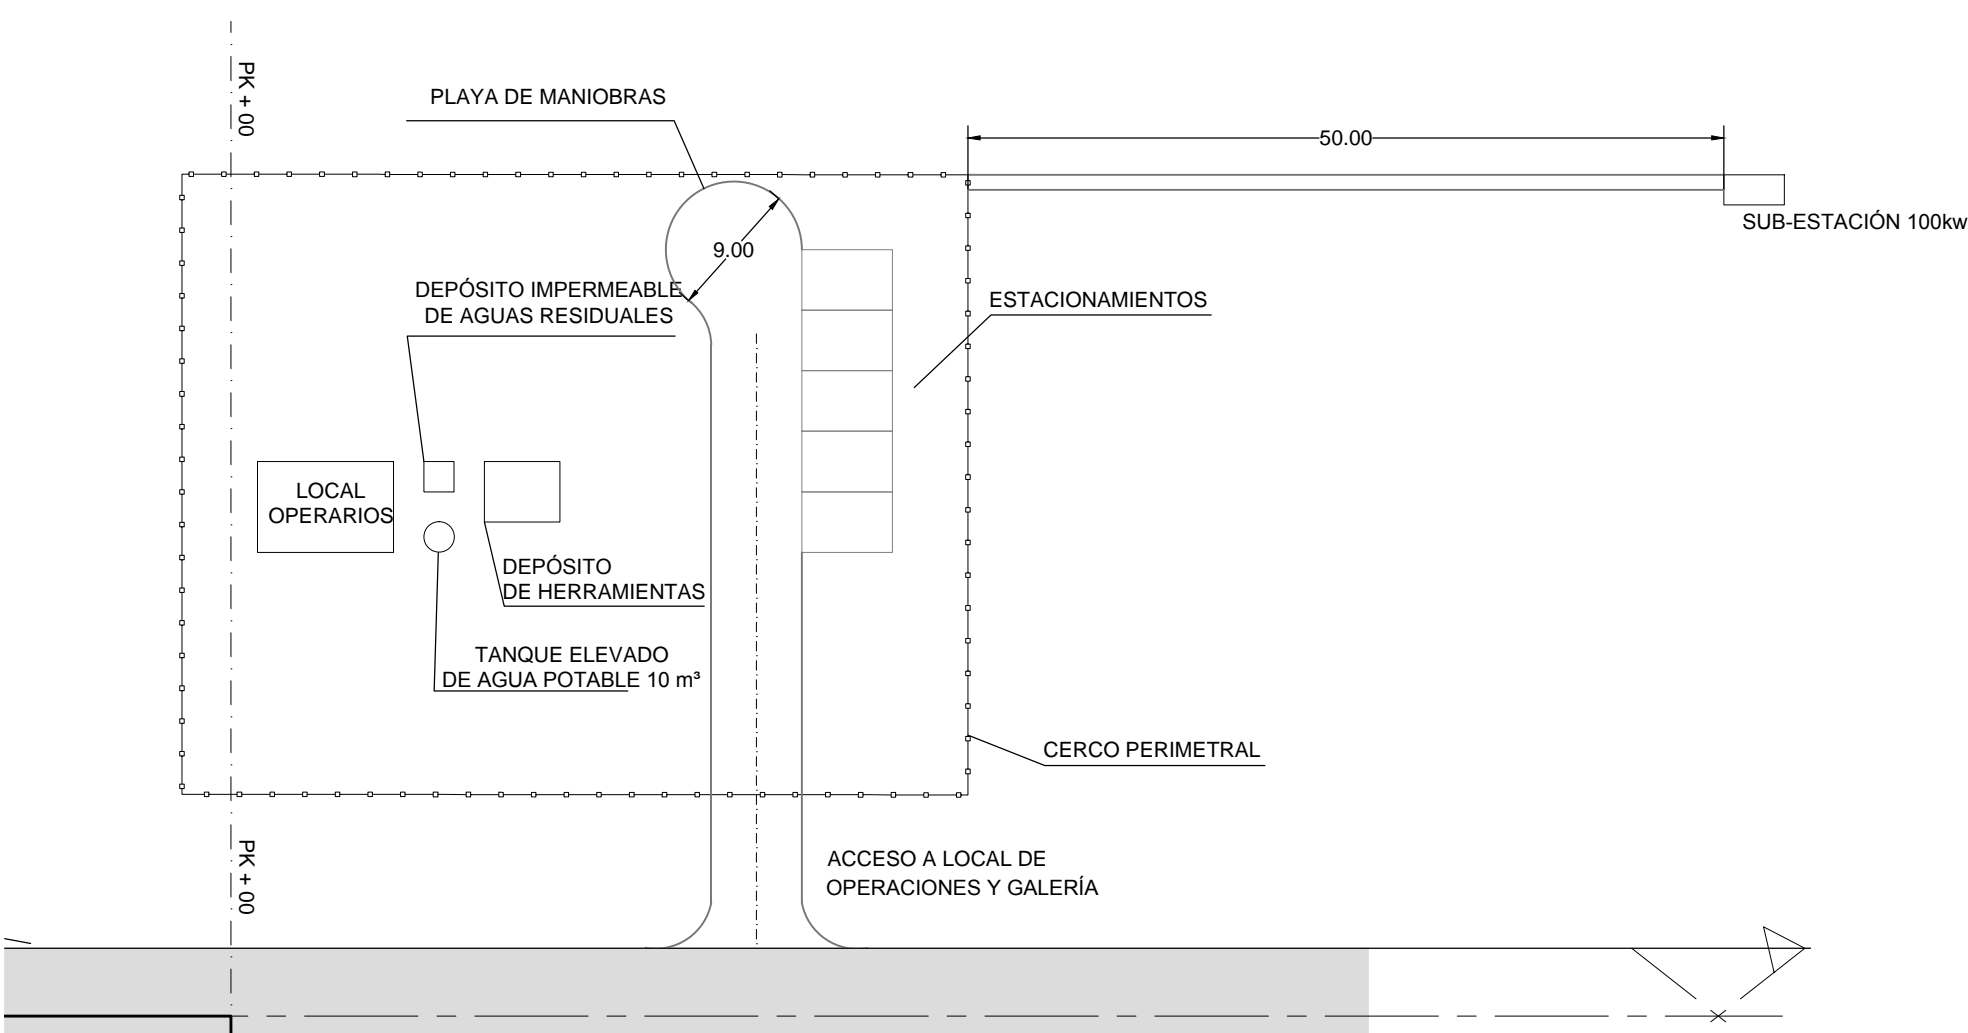 PK + 00
PLAYA DE MANIOBRAS
50.00
SUB-ESTACIÓN 100kw
9.00
DEPÓSITO IMPERMEABLE
DE AGUAS RESIDUALES
ESTACIONAMIENTOS
LOCAL
OPERARIOS
DEPÓSITO
DE HERRAMIENTAS
TANQUE ELEVADO
DE AGUA POTABLE 10 m³
CERCO PERIMETRAL
PK + 00
ACCESO A LOCAL DE
OPERACIONES Y GALERÍA